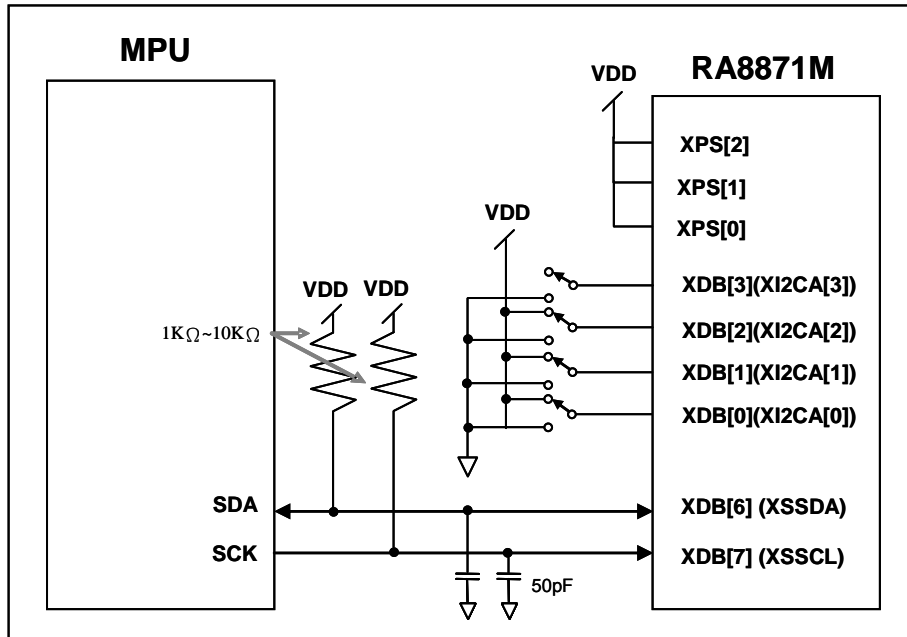 MPU
RA8871M
VDD
XPS[2]
XPS[1]
XPS[0]
VDD
XDB[3](XI2CA[3])
XDB[2](XI2CA[2])
XDB[1](XI2CA[1])
XDB[0](XI2CA[0])
VDD VDD
1KΩ~10KΩ
SDA
XDB[6] (XSSDA)
SCK
XDB[7] (XSSCL)
50pF